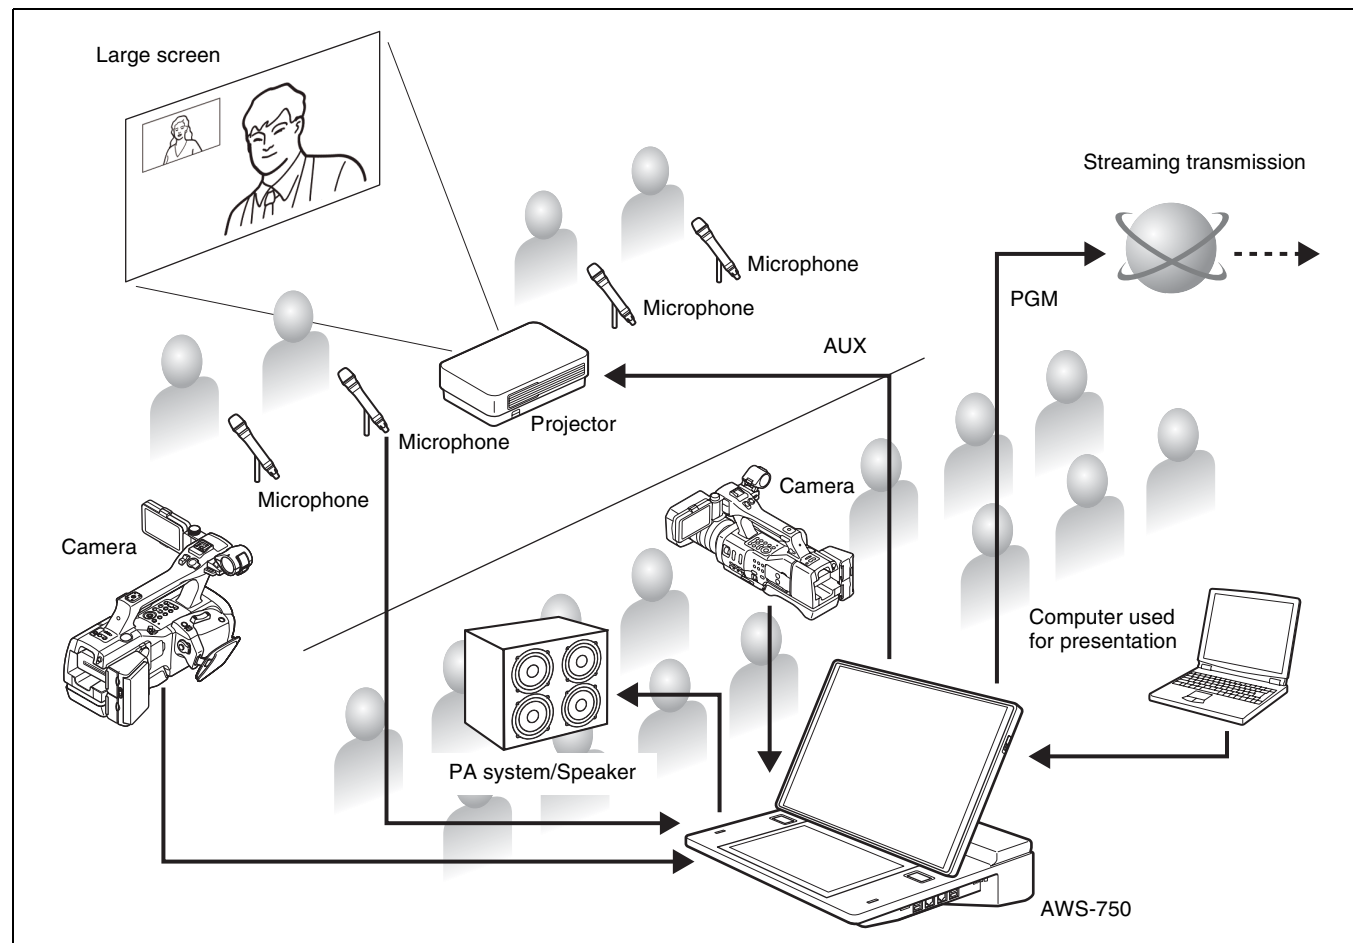 Large screen
Streaming transmission
Microphone
Microphone
PGM
AUX
Projector
Microphone
Microphone
Camera
Camera
Computer used
for presentation
PA system/Speaker
AWS-750